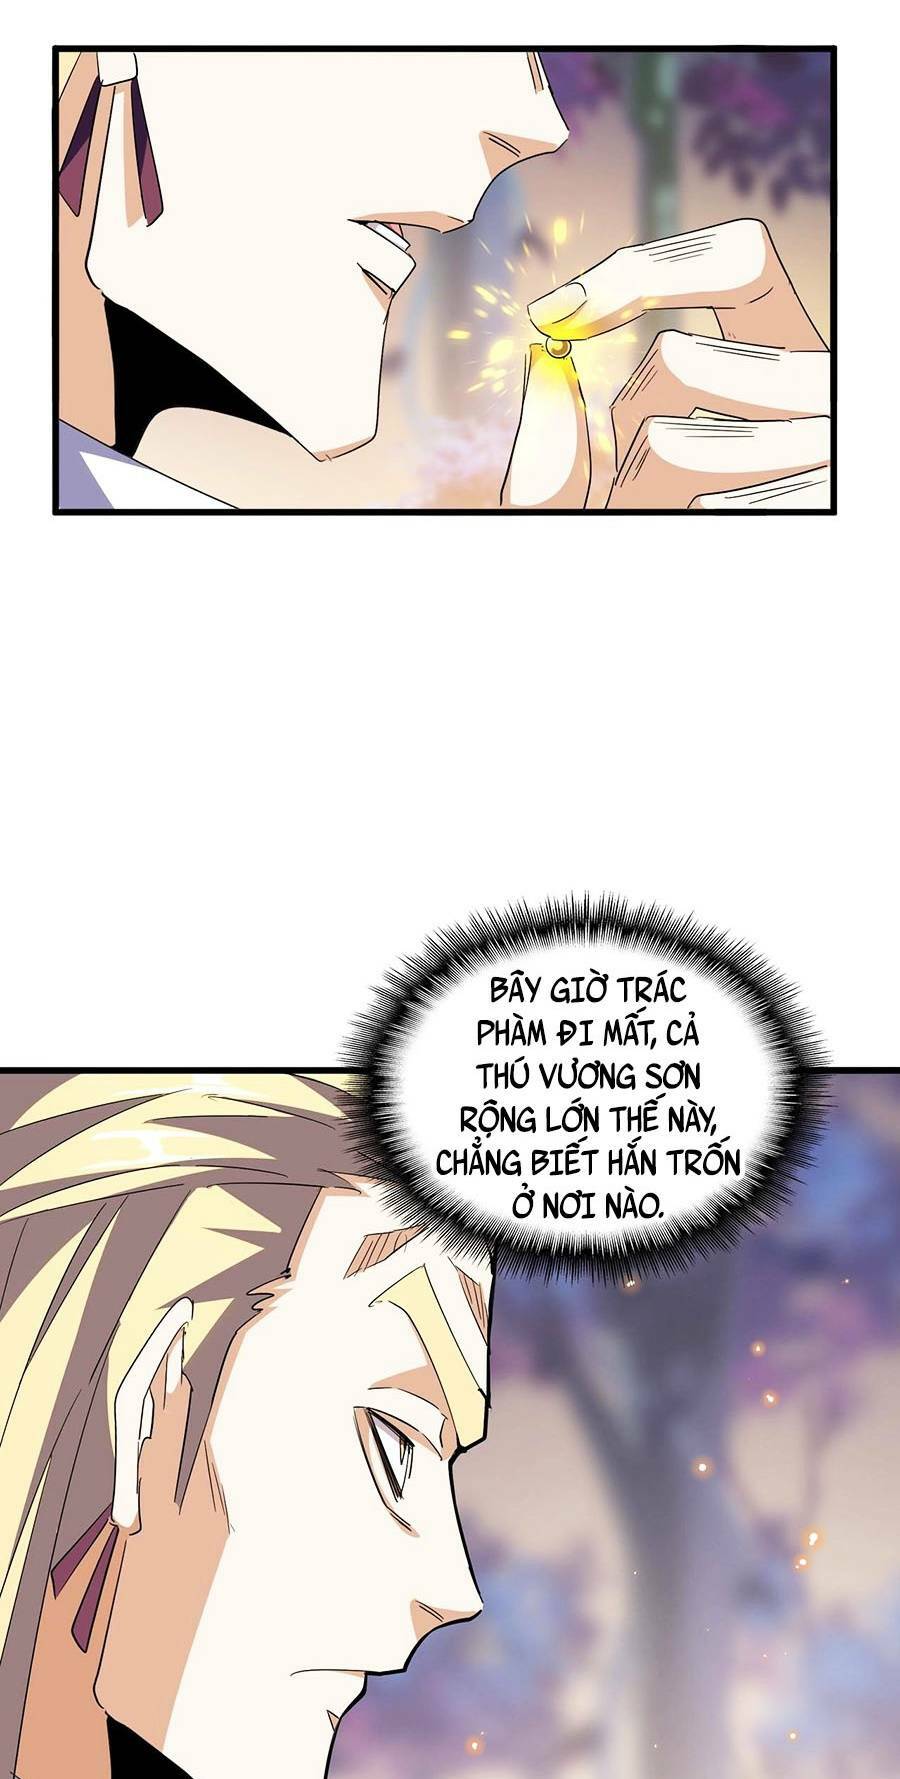 BÂY GIỜ TRÁC
PHÀM ĐI MẤT, CẢ
THÚ VƯƠNG SƠN
RỘNG LỚN THẾ NÀY,
CHẲNG BIẾT HẮN TRỐN
Ở NƠI NÀO.